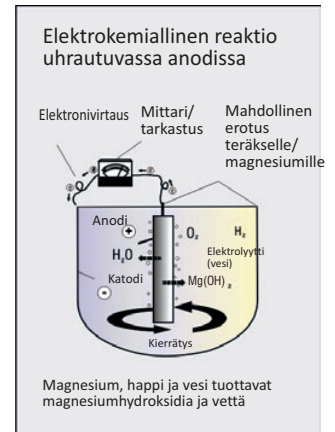 Elektrokemiallinen reaktio
uhrautuvassa anodissa
Elektronivirtaus
Mittari/
tarkastus
Mahdollinen
erotus
teräkselle/
magnesiumille
Anodi
+
O₂
H₂
H₂O
Elektrolyytti
(vesi)
Katodi
Mg(OH)₂
-
Kierrätys
Magnesium, happi ja vesi tuottavat
magnesiumhydroksidia ja vettä